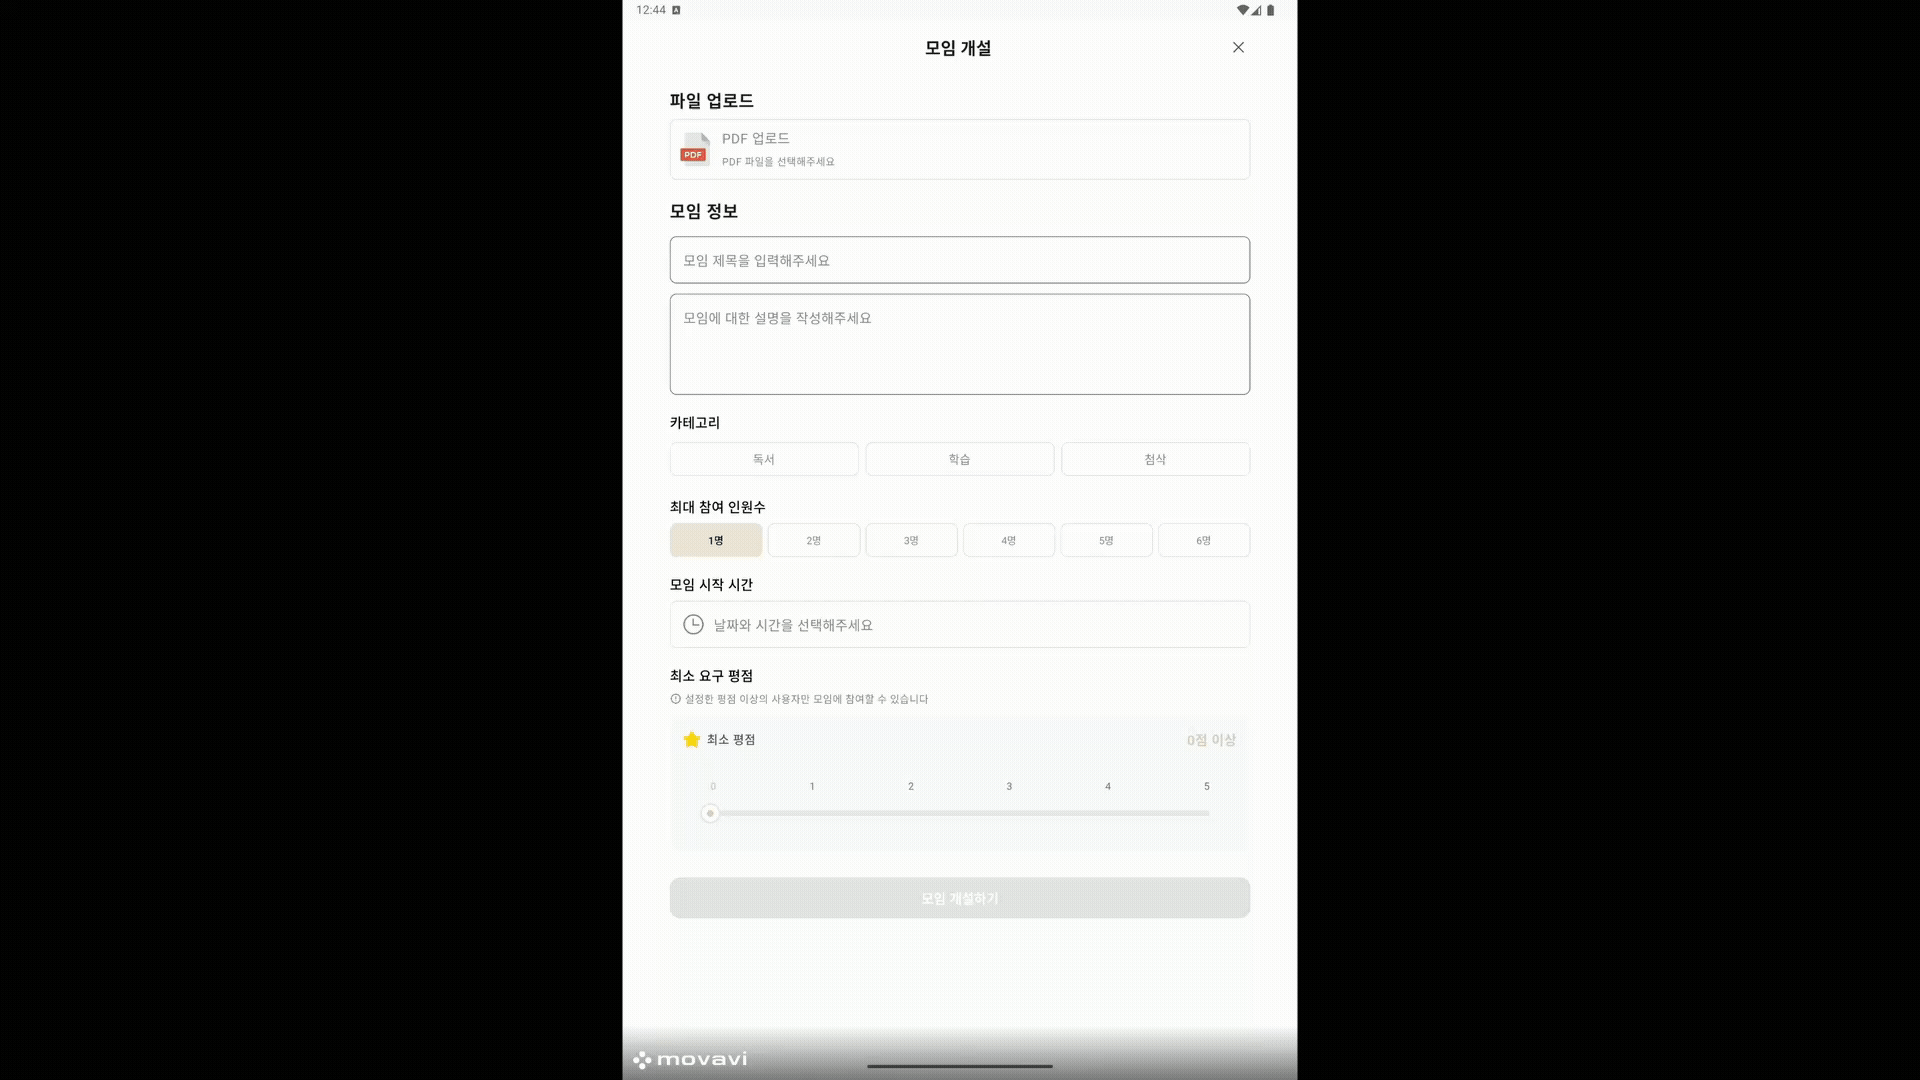 12:44
모임 개설
파일 업로드
PDF
PDF 업로드
PDF 파일을 선택해주세요
모임 정보
모임 제목을 입력해주세요
모임에 대한 설명을 작성해주세요
카테고리
독서 학습 첨삭
최대 참여 인원수
1명 2명 3명 4명 5명 6명
모임 시작 시간
날짜와 시간을 선택해주세요
최소 요구 평점
설정한 평점 이상의 사용자만 모임에 참여할 수 있습니다
최소 평점 0점 이상
0 1 2 3 4 5
모임 개설하기
movavi